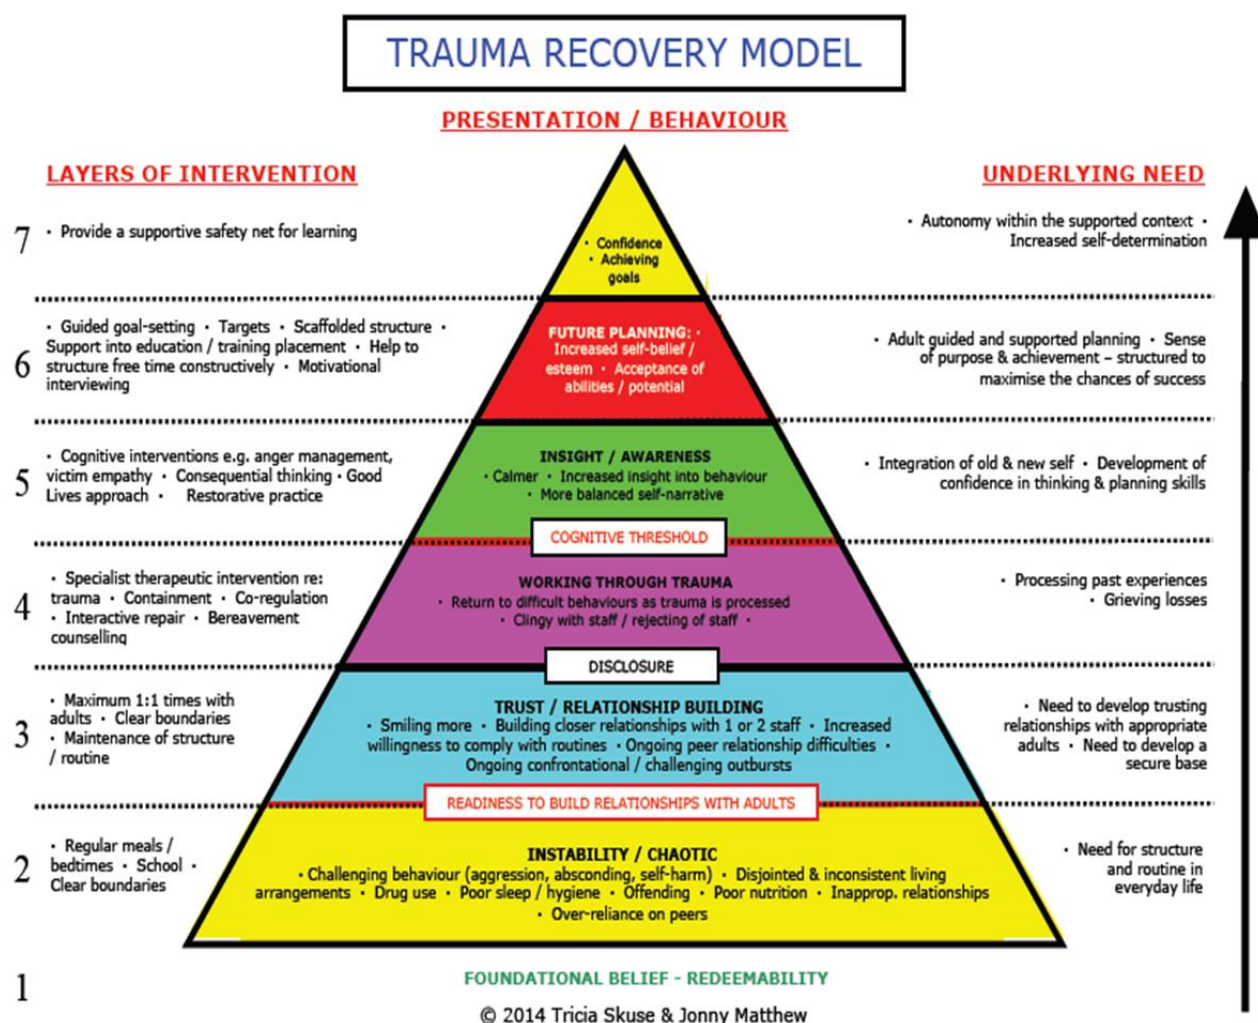 TRAUMA RECOVERY MODEL
PRESENTATION / BEHAVIOUR
LAYERS OF INTERVENTION
UNDERLYING NEED
7
· Provide a supportive safety net for learning
· Confidence
· Achieving
goals
· Autonomy within the supported context ·
Increased self-determination
6
· Guided goal-setting · Targets · Scaffolded structure ·
Support into education / training placement · Help to
structure free time constructively · Motivational
interviewing
FUTURE PLANNING: ·
Increased self-belief /
esteem · Acceptance of
abilities / potential
· Adult guided and supported planning · Sense
of purpose & achievement – structured to
maximise the chances of success
5
· Cognitive interventions e.g. anger management,
victim empathy · Consequential thinking · Good
Lives approach · Restorative practice
INSIGHT / AWARENESS
· Calmer · Increased insight into behaviour
· More balanced self-narrative
· Integration of old & new self · Development of
confidence in thinking & planning skills
COGNITIVE THRESHOLD
4
· Specialist therapeutic intervention re:
trauma · Containment · Co-regulation
· Interactive repair · Bereavement
counselling
WORKING THROUGH TRAUMA
· Return to difficult behaviours as trauma is processed
· Clingy with staff / rejecting of staff ·
· Processing past experiences
· Grieving losses
DISCLOSURE
3
· Maximum 1:1 times with
adults · Clear boundaries
· Maintenance of structure
/ routine
TRUST / RELATIONSHIP BUILDING
· Smiling more · Building closer relationships with 1 or 2 staff · Increased
willingness to comply with routines · Ongoing peer relationship difficulties ·
Ongoing confrontational / challenging outbursts
· Need to develop trusting
relationships with appropriate
adults · Need to develop a
secure base
READINESS TO BUILD RELATIONSHIPS WITH ADULTS
2
· Regular meals /
bedtimes · School ·
Clear boundaries
INSTABILITY / CHAOTIC
· Challenging behaviour (aggression, absconding, self-harm) · Disjointed & inconsistent living
arrangements · Drug use · Poor sleep / hygiene · Offending · Poor nutrition · Inapprop. relationships
· Over-reliance on peers
· Need for structure
and routine in
everyday life
1
FOUNDATIONAL BELIEF - REDEEMABILITY
© 2014 Tricia Skuse & Jonny Matthew